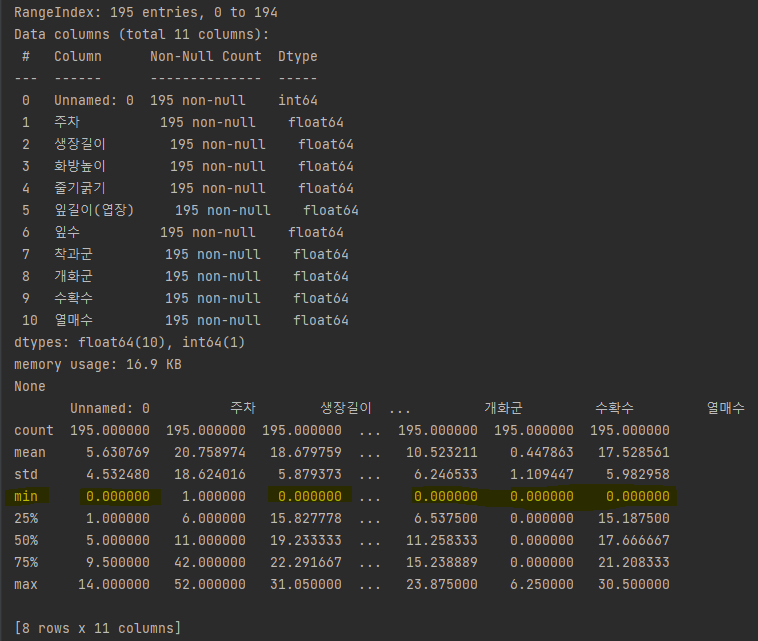 RangeIndex: 195 entries, 0 to 194
Data columns (total 11 columns):
 #   Column      Non-Null Count  Dtype
---  ------      --------------  -----
 0   Unnamed: 0  195 non-null    int64
 1   주차          195 non-null    float64
 2   생장길이        195 non-null    float64
 3   화방높이        195 non-null    float64
 4   줄기굵기        195 non-null    float64
 5   잎길이(엽장)     195 non-null    float64
 6   잎수          195 non-null    float64
 7   착과군         195 non-null    float64
 8   개화군         195 non-null    float64
 9   수확수         195 non-null    float64
 10  열매수         195 non-null    float64
dtypes: float64(10), int64(1)
memory usage: 16.9 KB
None
       Unnamed: 0          주차        생장길이  ...         개화군         수확수         열매수
count  195.000000  195.000000  195.000000  ...  195.000000  195.000000  195.000000
mean     5.630769   20.758974   18.679759  ...   10.523211    0.447863   17.528561
std      4.532480   18.624016    5.879373  ...    6.246533    1.109447    5.982958
min      0.000000    1.000000    0.000000  ...    0.000000    0.000000    0.000000
25%      1.000000    6.000000   15.827778  ...    6.537500    0.000000   15.187500
50%      5.000000   11.000000   19.233333  ...   11.258333    0.000000   17.666667
75%      9.500000   42.000000   22.291667  ...   15.238889    0.000000   21.208333
max     14.000000   52.000000   31.050000  ...   23.875000    6.250000   30.500000
[8 rows x 11 columns]